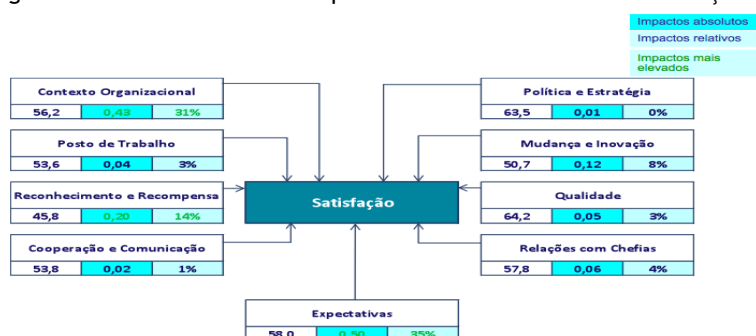 Impactos absolutos
Impactos relativos
Impactos mais
elevados
Contexto Organizacional
56,2 0,43 31%
Política e Estratégia
63,5 0,01 0%
Posto de Trabalho
53,6 0,04 3%
Mudança e Inovação
50,7 0,12 8%
Reconhecimento e Recompensa
45,8 0,20 14%
Satisfação
Qualidade
64,2 0,05 3%
Cooperação e Comunicação
53,8 0,02 1%
Relações com Chefias
57,8 0,06 4%
Expectativas
58,0 0,50 35%